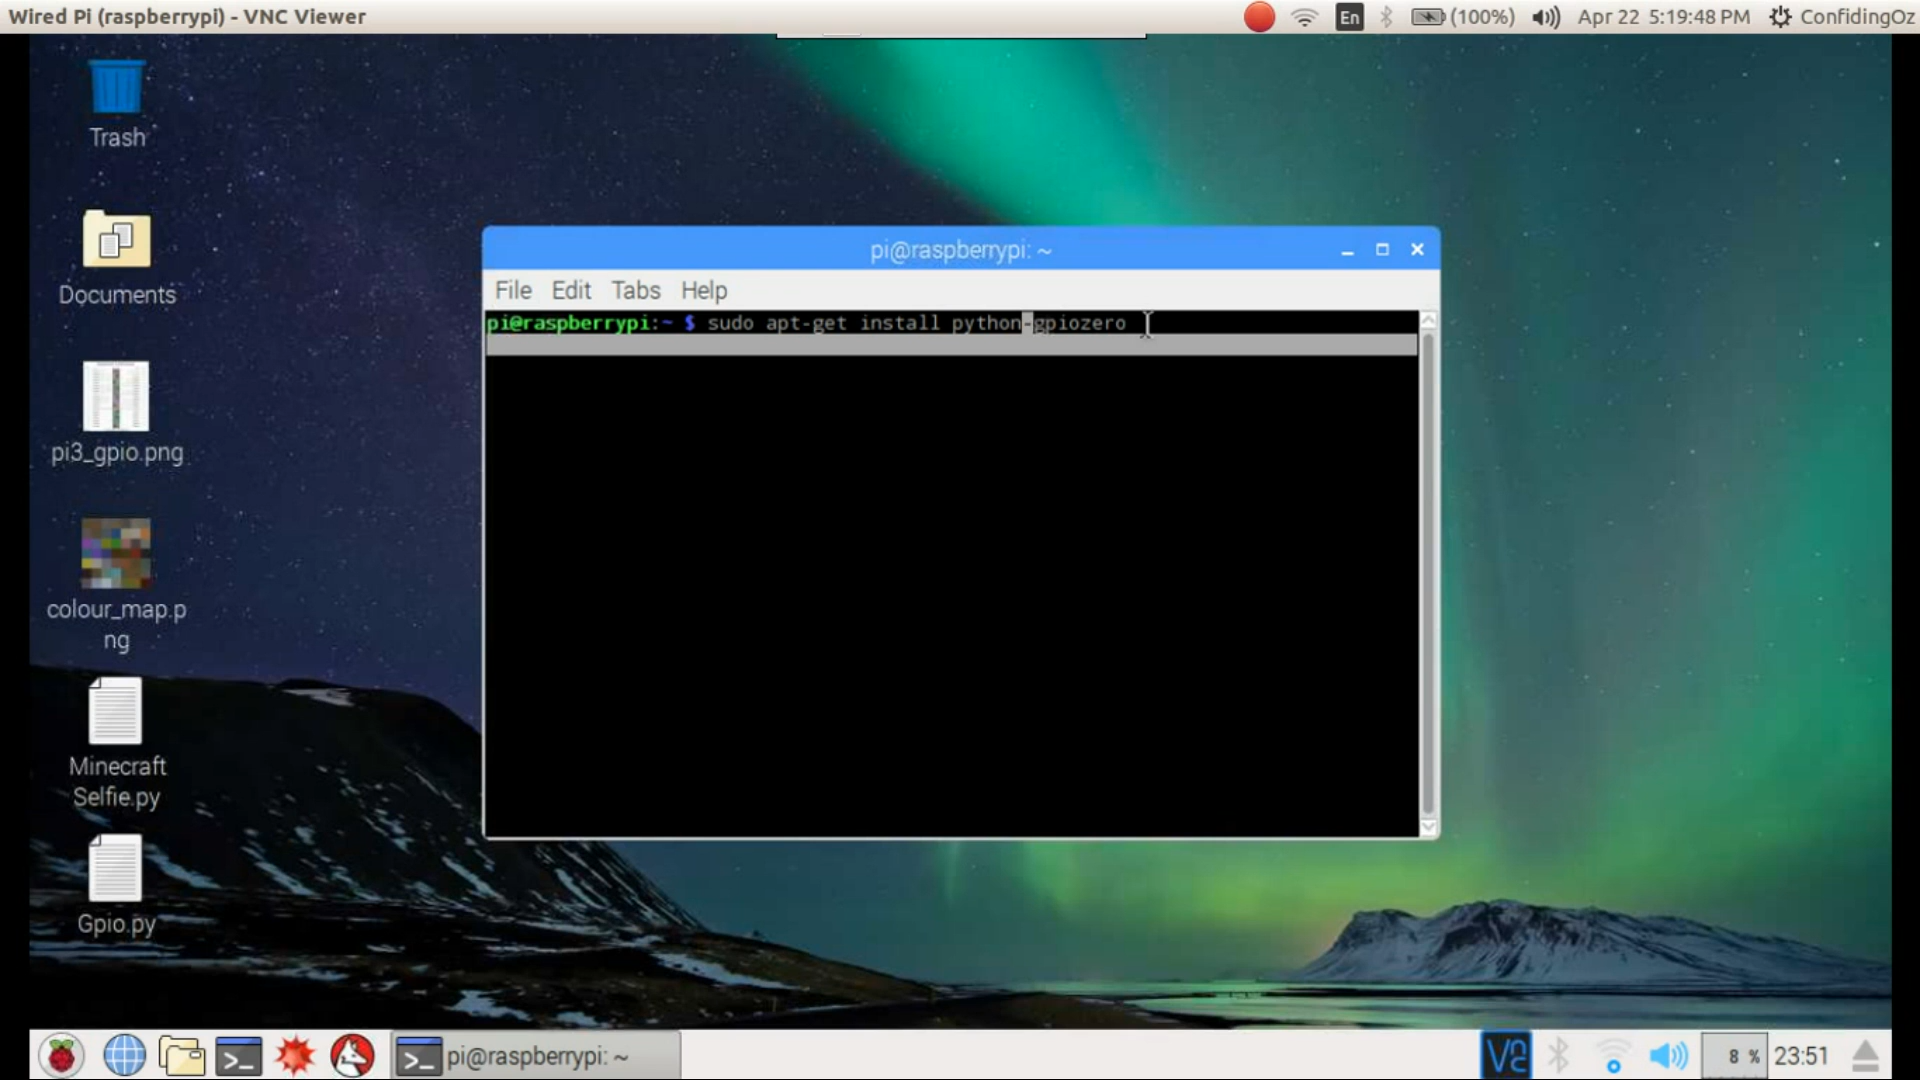 Wired Pi (raspberrypi) - VNC Viewer
En
(100%)
Apr 22 5:19:48 PM
ConfidingOz
Trash
Documents
pi3_gpio.png
colour_map.p
ng
Minecraft
Selfie.py
Gpio.py
pi@raspberrypi: ~
File Edit Tabs Help
pi@raspberrypi:~ $ sudo apt-get install python-gpiozero
pi@raspberrypi: ~
8 %
23:51